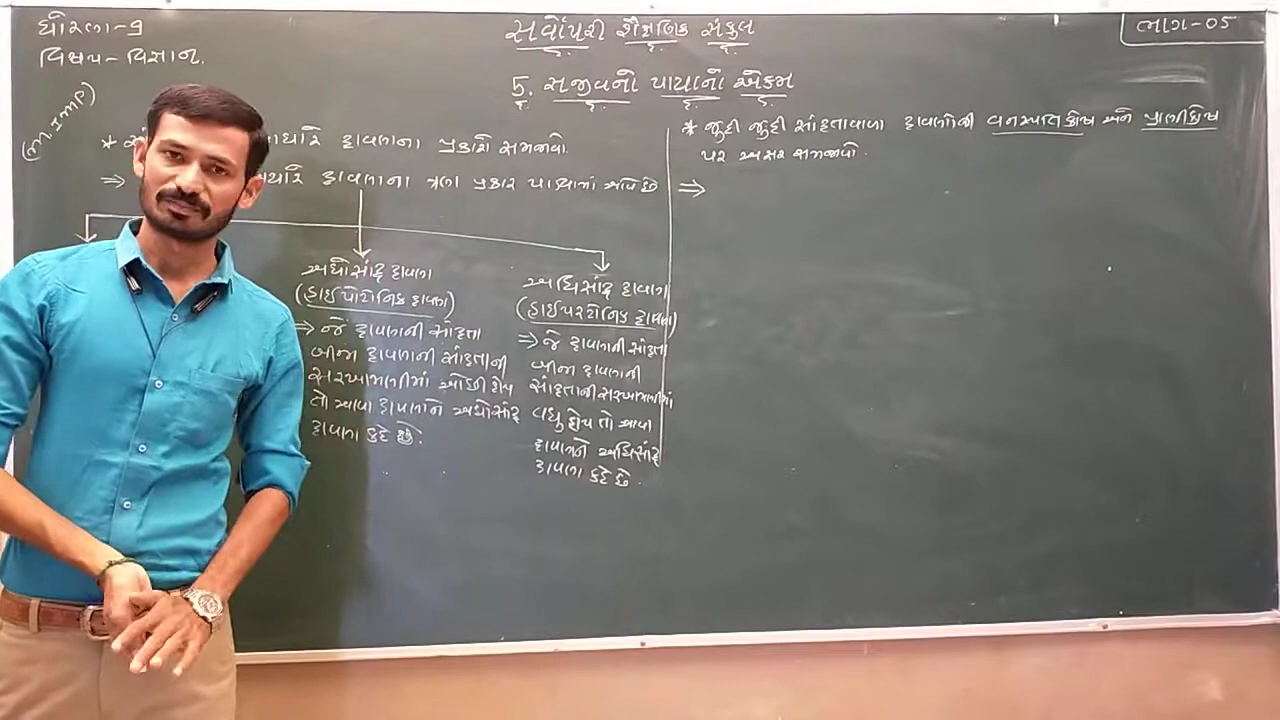 ધોરણ-૯
વિષય- વિજ્ઞાન.
સર્વોપરી શૈક્ષણિક સંકુલ
ભાગ-05
5. સજીવનો પાયાનો એકમ
(m.IMP)
* દ્રાવણના પ્રકારો સમજાવો.
⇒ દ્રાવણના ત્રણ પ્રકાર પાડવામાં આવે છે
અધોસાંદ્ર દ્રાવણ
(હાઈપોટોનિક દ્રાવણ)
⇒ જે દ્રાવણની સાંદ્રતા
બીજા દ્રાવણની સાંદ્રતાની
સરખામણીમાં ઓછી હોય
તો આવા દ્રાવણને અધોસાંદ્ર
દ્રાવણ કહે છે.
અધિસાંદ્ર દ્રાવણ
(હાઈપરટોનિક દ્રાવણ)
⇒ જે દ્રાવણની સાંદ્રતા
બીજા દ્રાવણની
સાંદ્રતાની સરખામણીમાં
વધુ હોય તો આવા
દ્રાવણને અધિસાંદ્ર
દ્રાવણ કહે છે.
* જુદી જુદી સાંદ્રતાવાળા દ્રાવણોની વનસ્પતિકોષ અને પ્રાણીકોષ
પર અસર સમજાવો.
⇒